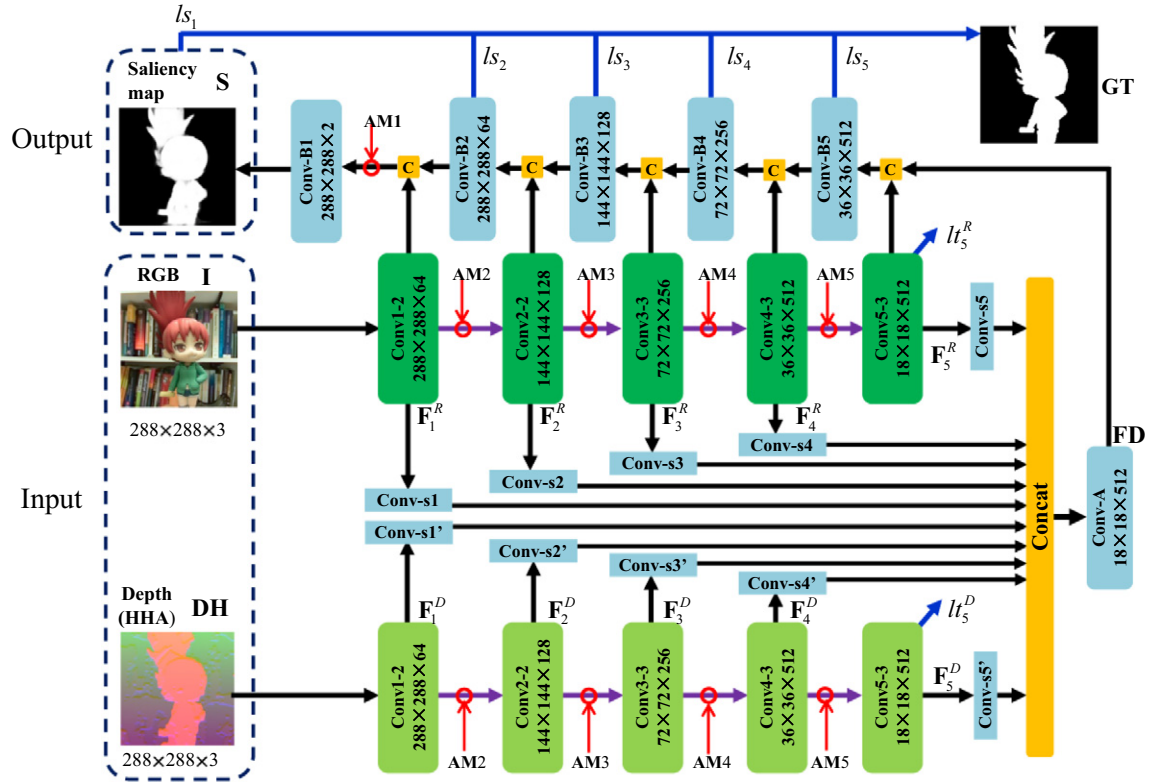 ls₁
ls₂
ls₃
ls₄
ls₅
GT
Output
Saliency
map
S
Conv-B1
288×288×2
AM1
C
Conv-B2
288×288×64
C
Conv-B3
144×144×128
C
Conv-B4
72×72×256
C
Conv-B5
36×36×512
C
lt₅ᴿ
Input
RGB
I
288×288×3
Conv1-2
288×288×64
AM2
Conv2-2
144×144×128
AM3
Conv3-3
72×72×256
AM4
Conv4-3
36×36×512
AM5
Conv5-3
18×18×512
F₅ᴿ
Conv-s5
F₁ᴿ
F₂ᴿ
F₃ᴿ
F₄ᴿ
Conv-s4
Conv-s3
Conv-s2
Conv-s1
Conv-s1’
Conv-s2’
Conv-s3’
Conv-s4’
Concat
FD
Conv-A
18×18×512
Depth
(HHA)
DH
288×288×3
F₁ᴰ
F₂ᴰ
F₃ᴰ
F₄ᴰ
lt₅ᴰ
Conv1-2
288×288×64
AM2
Conv2-2
144×144×128
AM3
Conv3-3
72×72×256
AM4
Conv4-3
36×36×512
AM5
Conv5-3
18×18×512
F₅ᴰ
Conv-s5’